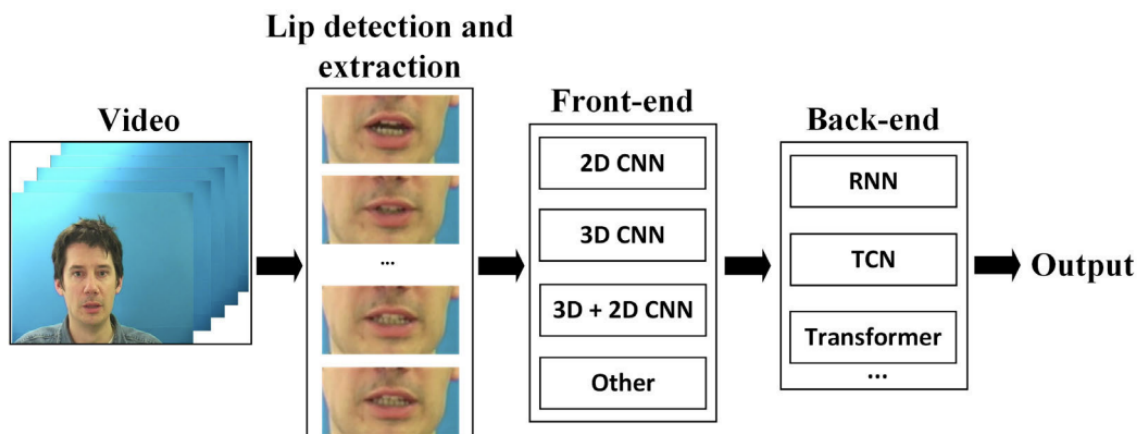 Video
Lip detection and
extraction
...
Front-end
2D CNN
3D CNN
3D + 2D CNN
Other
Back-end
RNN
TCN
Transformer
...
Output